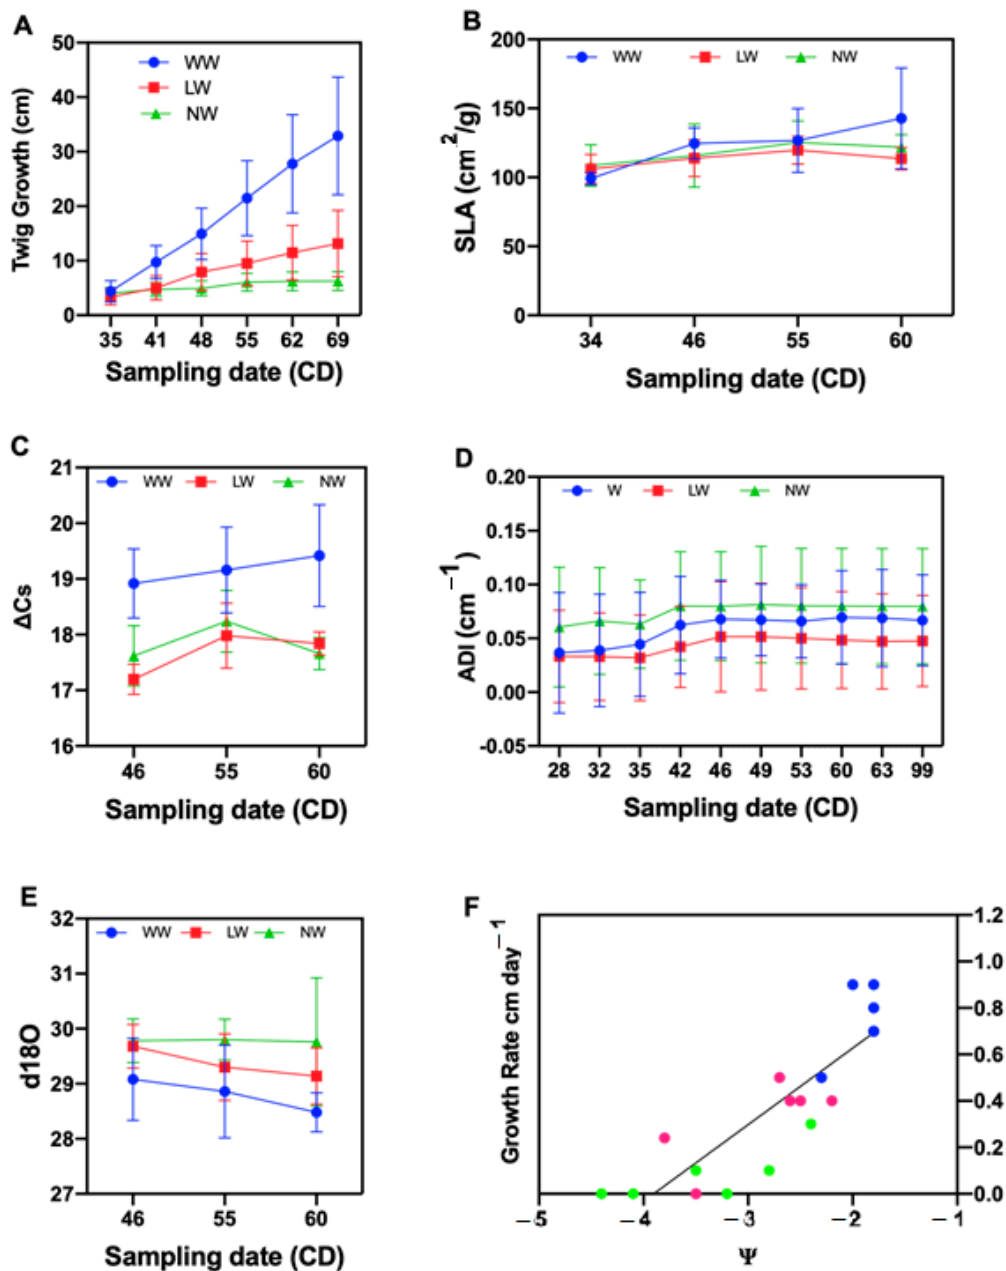 A
Twig Growth (cm)
50
40
30
20
10
0
WW
LW
NW
35 41 48 55 62 69
Sampling date (CD)
B
SLA (cm⁻²/g)
200
150
100
50
0
WW LW NW
34 46 55 60
Sampling date (CD)
C
ΔCs
21
20
19
18
17
16
WW LW NW
46 55 60
Sampling date (CD)
D
ADI (cm⁻¹)
0.20
0.15
0.10
0.05
0.00
-0.05
W LW NW
28 32 35 42 46 49 53 60 63 99
Sampling date (CD)
E
d18O
32
31
30
29
28
27
WW LW NW
46 55 60
Sampling date (CD)
F
Growth Rate cm day⁻¹
1.2
1.0
0.8
0.6
0.4
0.2
0.0
−5 −4 −3 −2 −1
Ψ